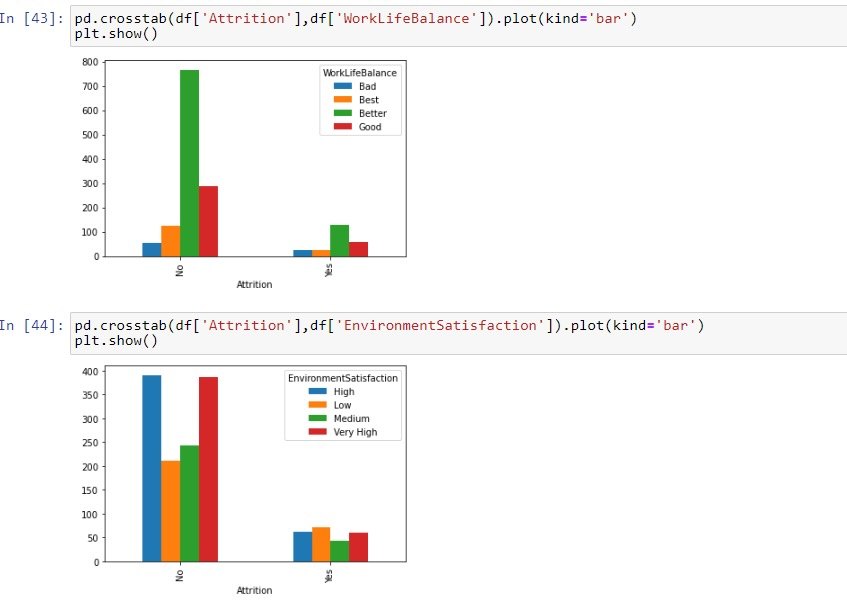 In [43]: pd.crosstab(df['Attrition'],df['WorkLifeBalance']).plot(kind='bar')
plt.show()
800
700
600
500
400
300
200
100
0
WorkLifeBalance
Bad
Best
Better
Good
No
Yes
Attrition
In [44]: pd.crosstab(df['Attrition'],df['EnvironmentSatisfaction']).plot(kind='bar')
plt.show()
400
350
300
250
200
150
100
50
0
EnvironmentSatisfaction
High
Low
Medium
Very High
No
Yes
Attrition